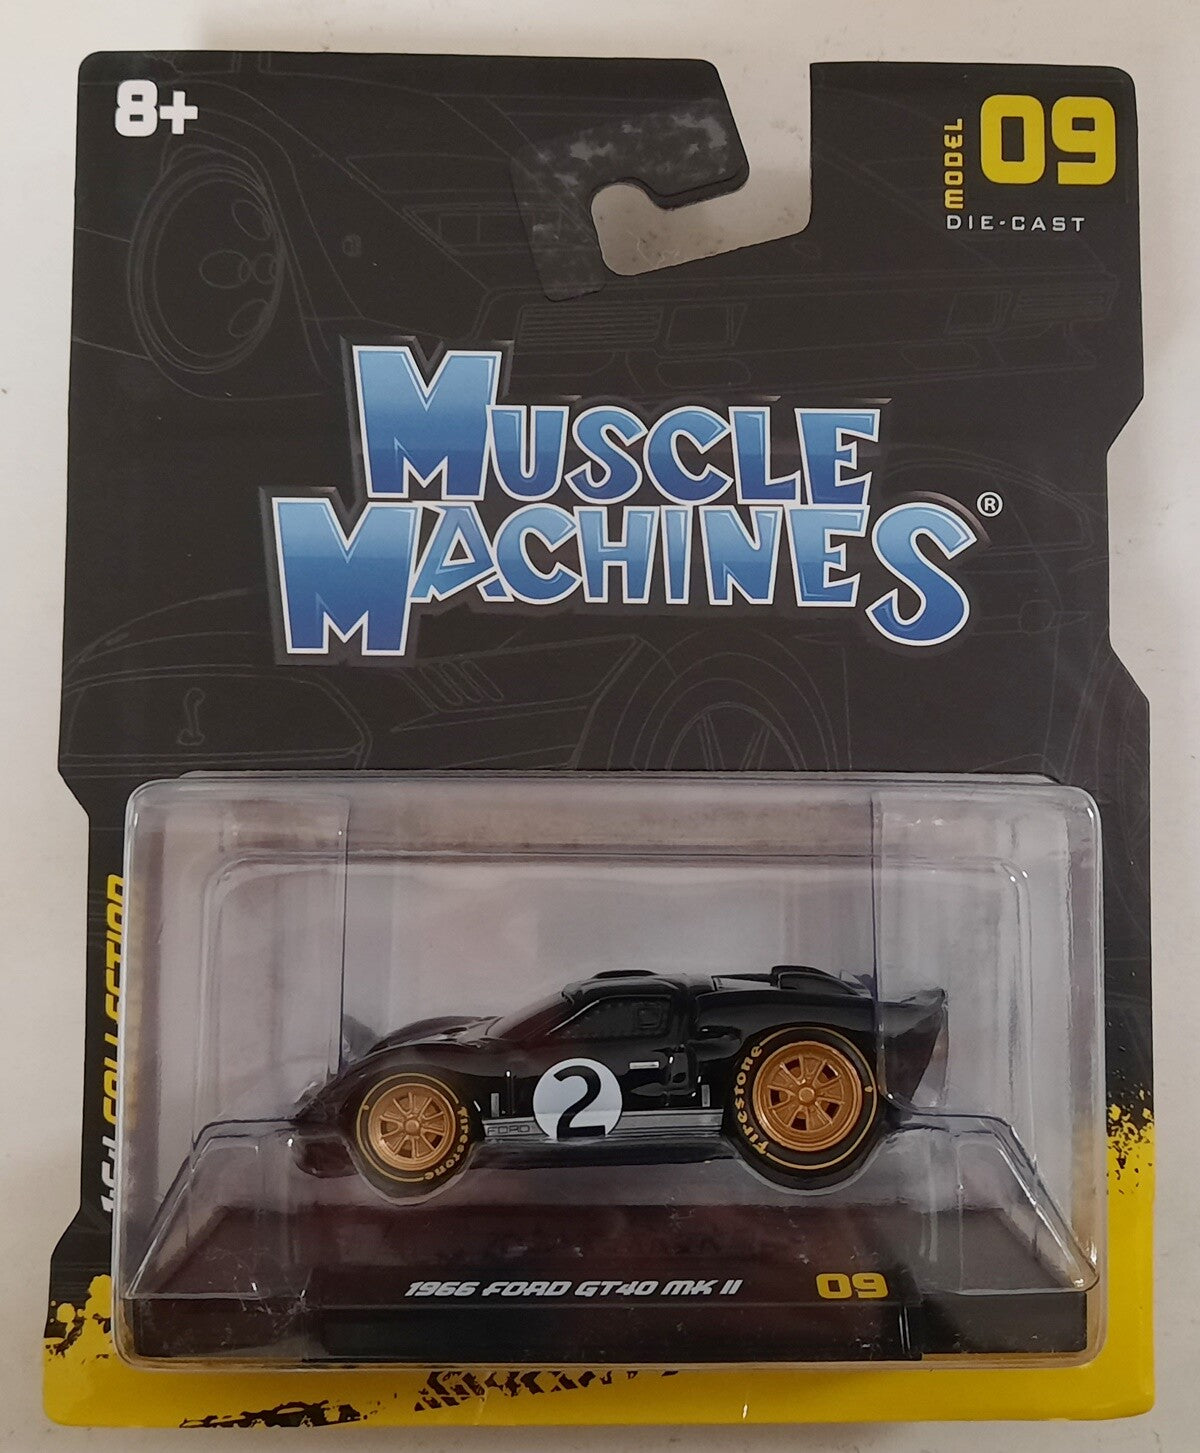 8+
MODEL 09
DIE-CAST
MUSCLE
MACHINES®
1:64 COLLECTION
Firestone
Firestone
FORD
2
1966 FORD GT40 MK II 09